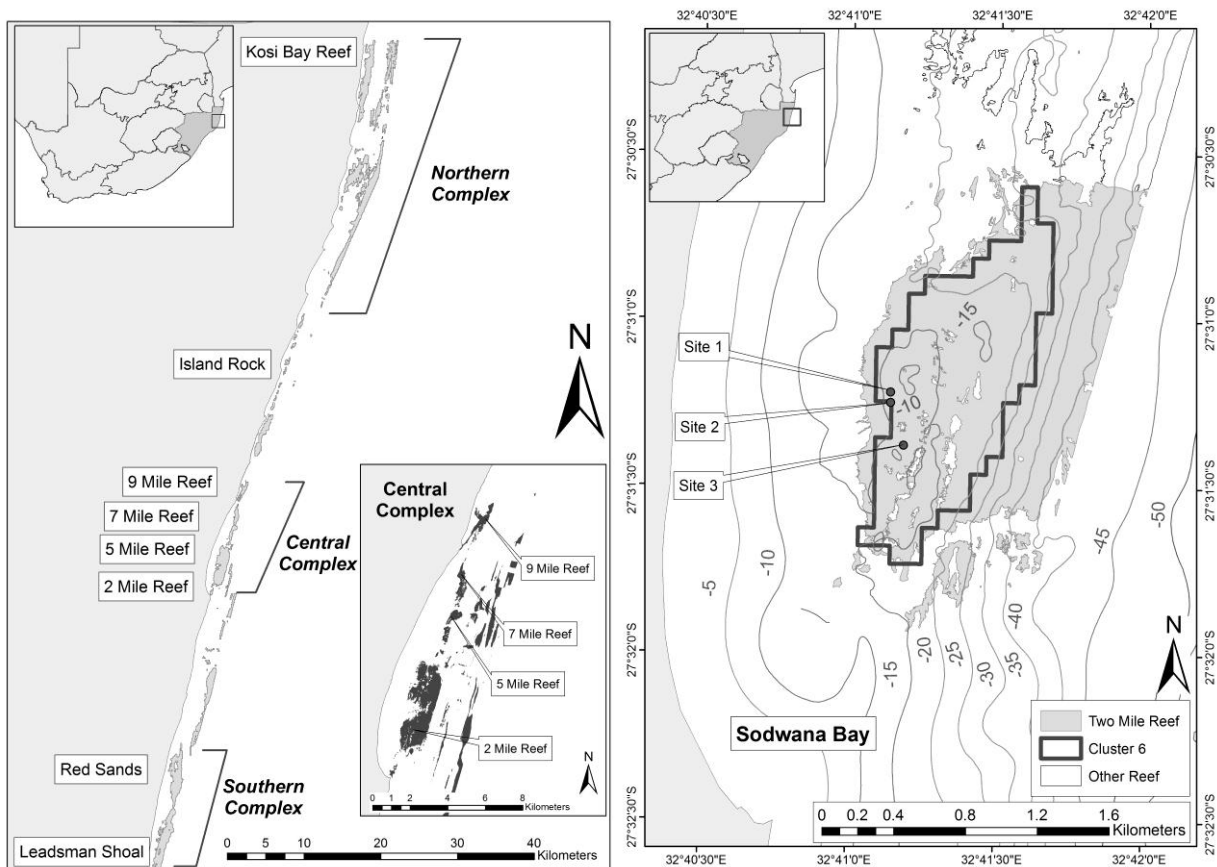 Kosi Bay Reef
Northern
Complex
Island Rock
N
9 Mile Reef
7 Mile Reef
5 Mile Reef
2 Mile Reef
Central
Complex
Red Sands
Southern
Complex
Leadsman Shoal
0 5 10 20 30 40
Kilometers
Central
Complex
9 Mile Reef
7 Mile Reef
5 Mile Reef
2 Mile Reef
N
0 1 2 4 6 8
Kilometers
32°40'30"E 32°41'0"E 32°41'30"E 32°42'0"E
27°30'30"S
27°31'0"S
27°31'30"S
27°32'0"S
27°32'30"S
27°30'30"S
27°31'0"S
27°31'30"S
27°32'0"S
27°32'30"S
-15
Site 1
-10
Site 2
Site 3
-5
-10
-15
-20
-25
-30
-35
-40
-45
-50
N
Sodwana Bay
Two Mile Reef
Cluster 6
Other Reef
0 0.2 0.4 0.8 1.2 1.6
Kilometers
32°40'30"E 32°41'0"E 32°41'30"E 32°42'0"E